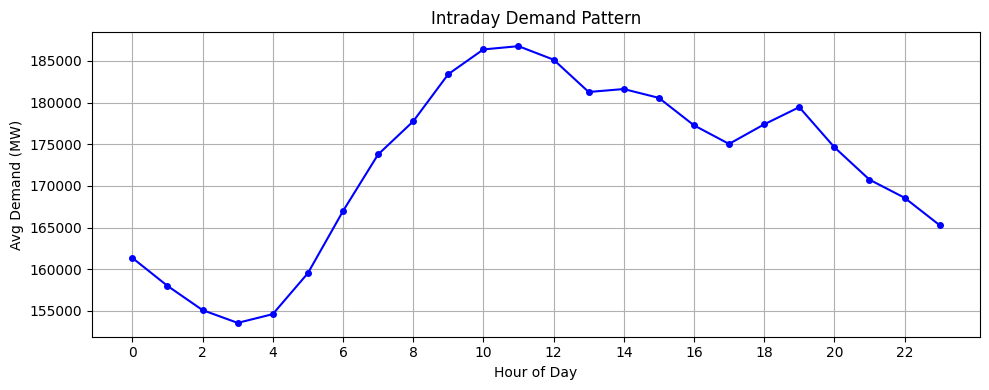 Intraday Demand Pattern
Avg Demand (MW)
185000
180000
175000
170000
165000
160000
155000
0 2 4 6 8 10 12 14 16 18 20 22
Hour of Day